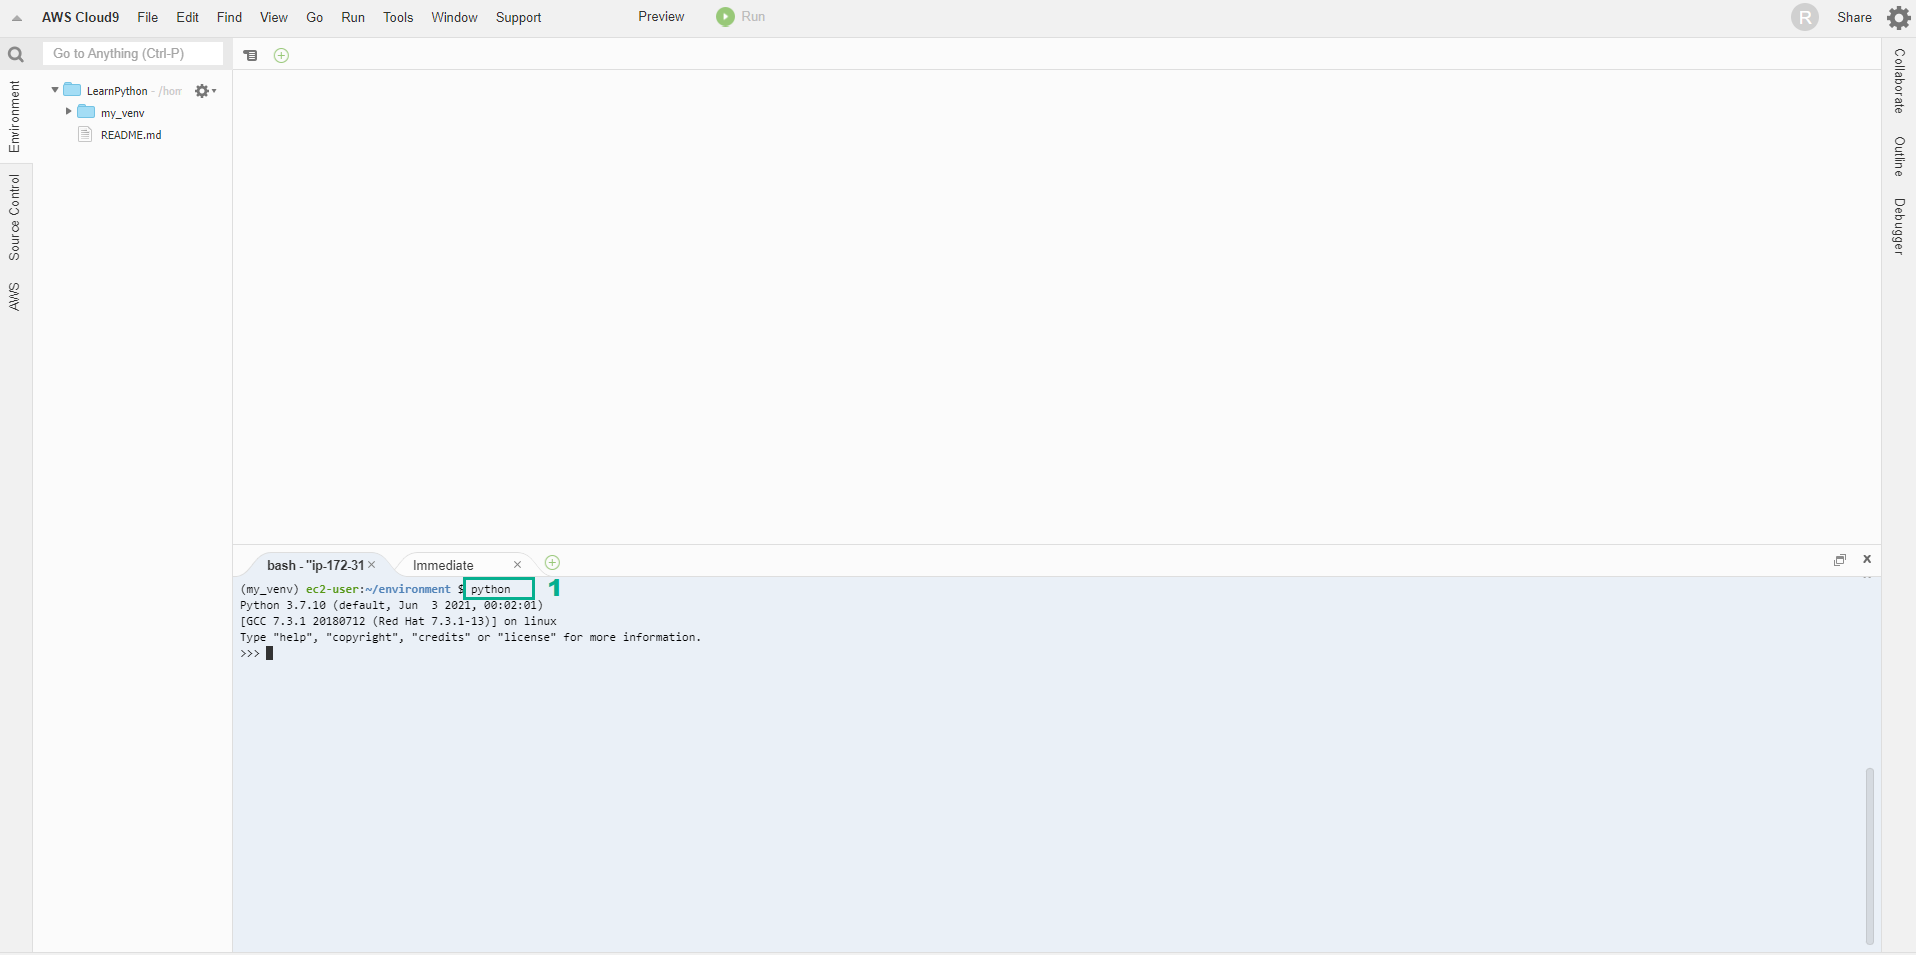 AWS Cloud9 File Edit Find View Go Run Tools Window Support Preview Run R Share
Go to Anything (Ctrl-P)
Environment
Source Control
AWS
LearnPython - /hom
my_venv
README.md
Collaborate
Outline
Debugger
bash - "ip-172-31 × Immediate ×
(my_venv) ec2-user:~/environment $ python 1
Python 3.7.10 (default, Jun  3 2021, 00:02:01)
[GCC 7.3.1 20180712 (Red Hat 7.3.1-13)] on linux
Type "help", "copyright", "credits" or "license" for more information.
>>>